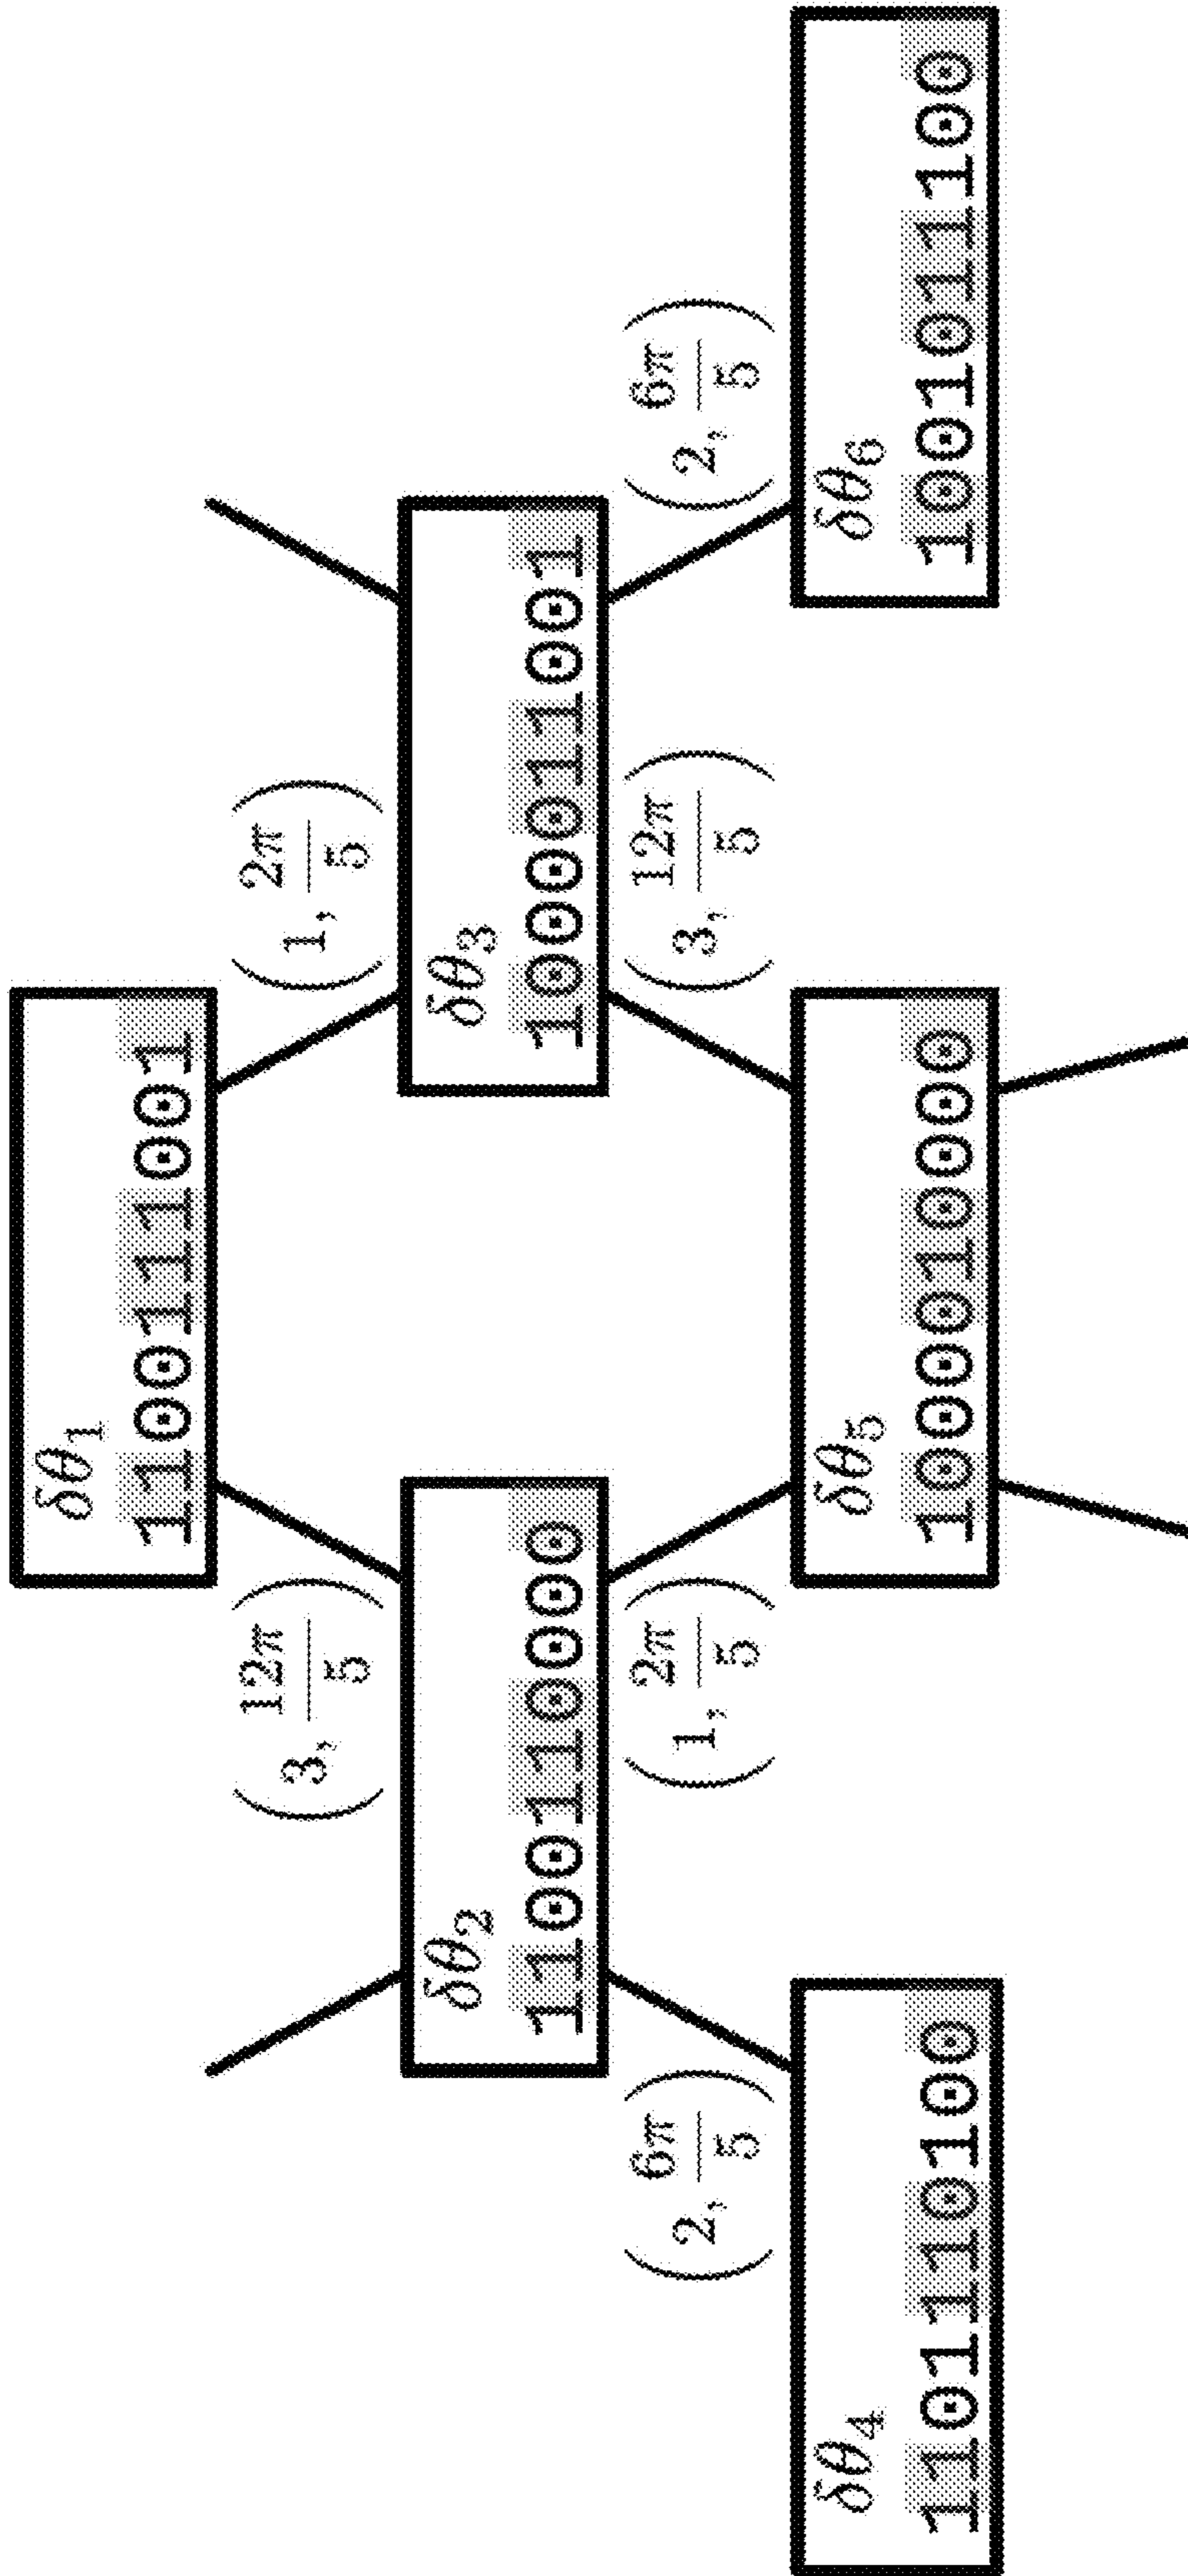 δθ₁
1100111001
(3, 12π/5)
(1, 2π/5)
δθ₂
1100110000
δθ₃
1000011001
(2, 6π/5)
(1, 2π/5)
(3, 12π/5)
(2, 6π/5)
δθ₄
1101110100
δθ₅
1000010000
δθ₆
1001011100